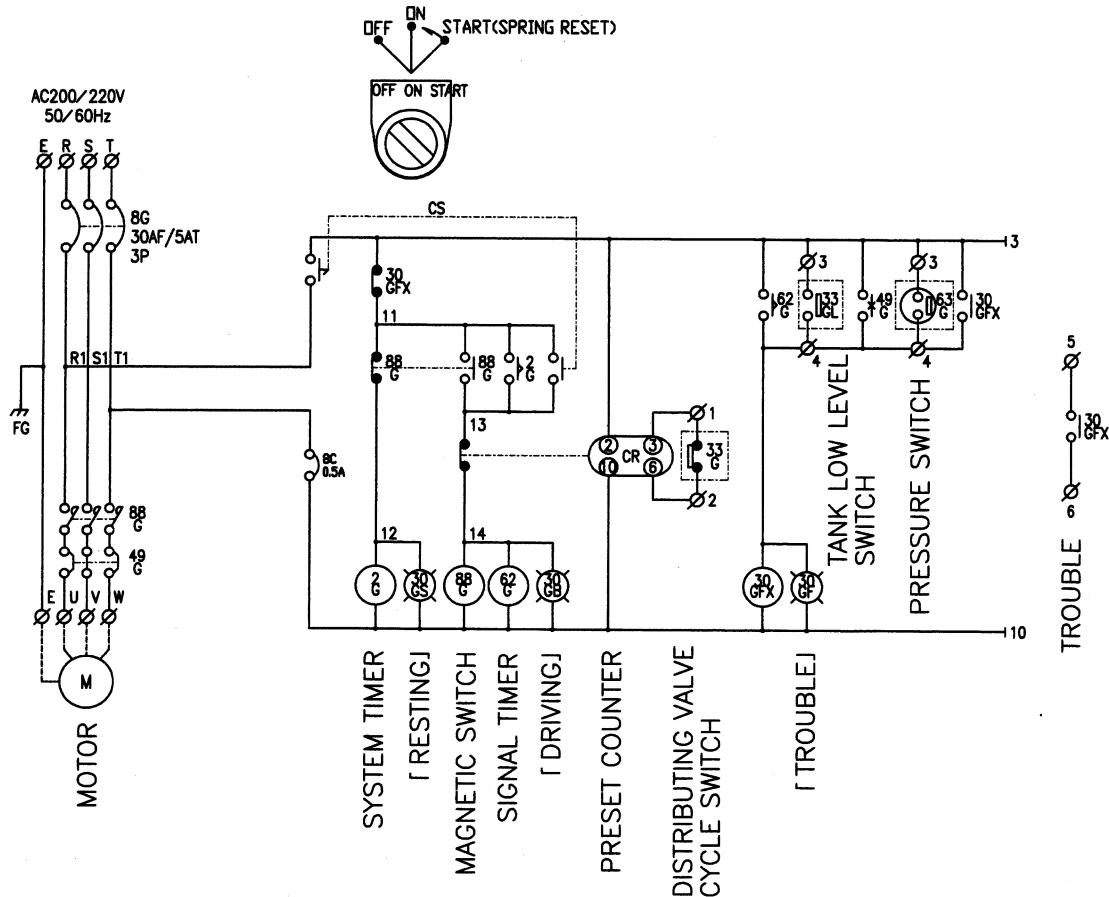 ON
OFF
START(SPRING RESET)
OFF ON START
AC200/220V
50/60Hz
E R S T
8G
30AF/5AT
3P
CS
3
30
GFX
11
88
G
88
G
2
G
3
62
G
33
GL
49
G
3
63
G
30
GFX
4
4
R1 S1 T1
FG
13
8C
0.5A
CR
2
3
10
6
1
33
G
2
TANK LOW LEVEL
SWITCH
PRESSURE SWITCH
5
30
GFX
6
TROUBLE
88
G
49
G
E U V W
M
MOTOR
12
14
2
G
30
GS
88
G
62
G
30
GB
30
GFX
30
GF
10
SYSTEM TIMER
「RESTING」
MAGNETIC SWITCH
SIGNAL TIMER
「DRIVING」
PRESET COUNTER
DISTRIBUTING VALVE
CYCLE SWITCH
「TROUBLE」